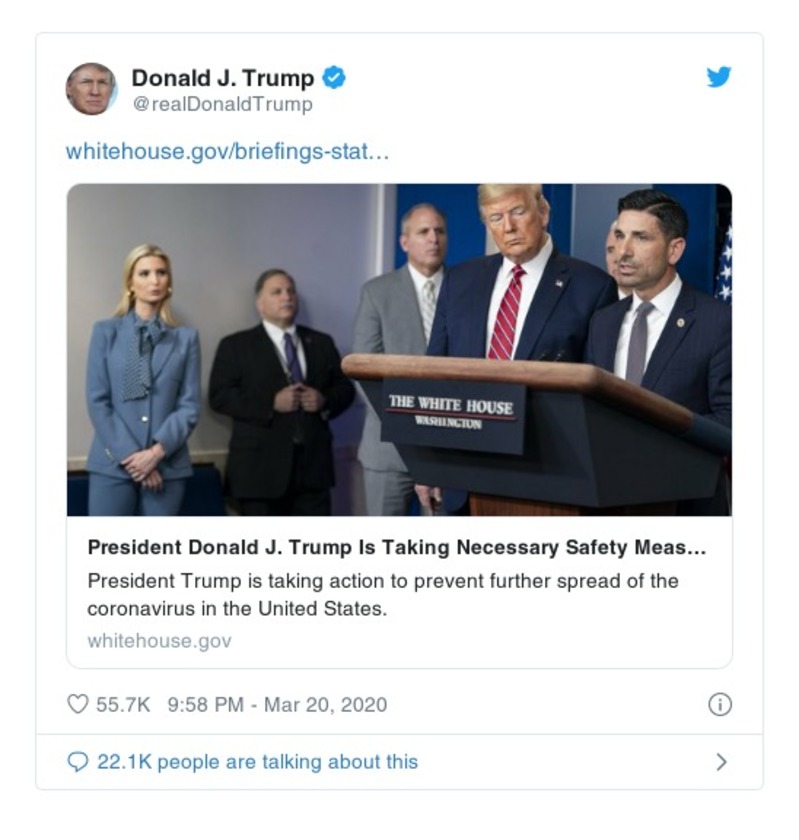 Donald J. Trump
@realDonaldTrump
whitehouse.gov/briefings-stat…
THE WHITE HOUSE
WASHINGTON
President Donald J. Trump Is Taking Necessary Safety Meas...
President Trump is taking action to prevent further spread of the
coronavirus in the United States.
whitehouse.gov
55.7K 9:58 PM - Mar 20, 2020
22.1K people are talking about this